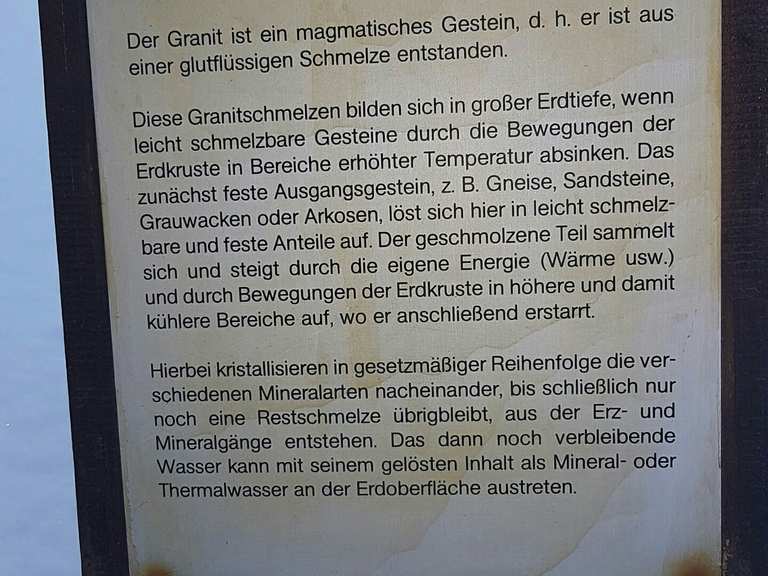 Der Granit ist ein magmatisches Gestein, d. h. er ist aus
einer glutflüssigen Schmelze entstanden.
Diese Granitschmelzen bilden sich in großer Erdtiefe, wenn
leicht schmelzbare Gesteine durch die Bewegungen der
Erdkruste in Bereiche erhöhter Temperatur absinken. Das
zunächst feste Ausgangsgestein, z. B. Gneise, Sandsteine,
Grauwacken oder Arkosen, löst sich hier in leicht schmelz-
bare und feste Anteile auf. Der geschmolzene Teil sammelt
sich und steigt durch die eigene Energie (Wärme usw.)
und durch Bewegungen der Erdkruste in höhere und damit
kühlere Bereiche auf, wo er anschließend erstarrt.
Hierbei kristallisieren in gesetzmäßiger Reihenfolge die ver-
schiedenen Mineralarten nacheinander, bis schließlich nur
noch eine Restschmelze übrigbleibt, aus der Erz- und
Mineralgänge entstehen. Das dann noch verbleibende
Wasser kann mit seinem gelösten Inhalt als Mineral- oder
Thermalwasser an der Erdoberfläche austreten.